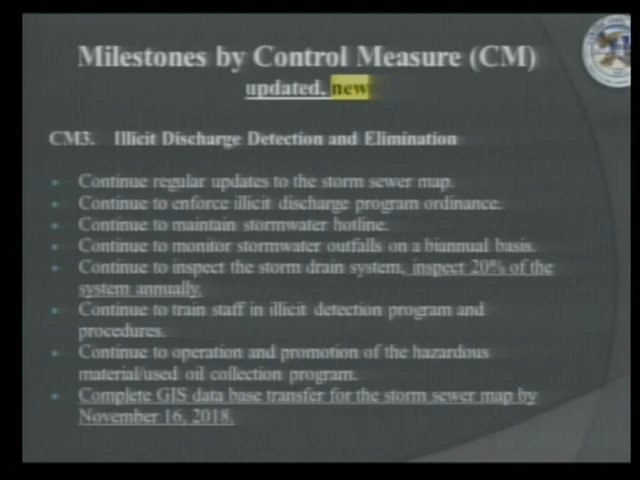 Milestones by Control Measure (CM)
updated, new
CM3. Illicit Discharge Detection and Elimination
Continue regular updates to the storm sewer map.
Continue to enforce illicit discharge program ordinance.
Continue to maintain stormwater hotline.
Continue to monitor stormwater outfalls on a biannual basis.
Continue to inspect the storm drain system, inspect 20% of the
system annually.
Continue to train staff in illicit detection program and
procedures.
Continue to operation and promotion of the hazardous
material/used oil collection program.
Complete GIS data base transfer for the storm sewer map by
November 16, 2018.